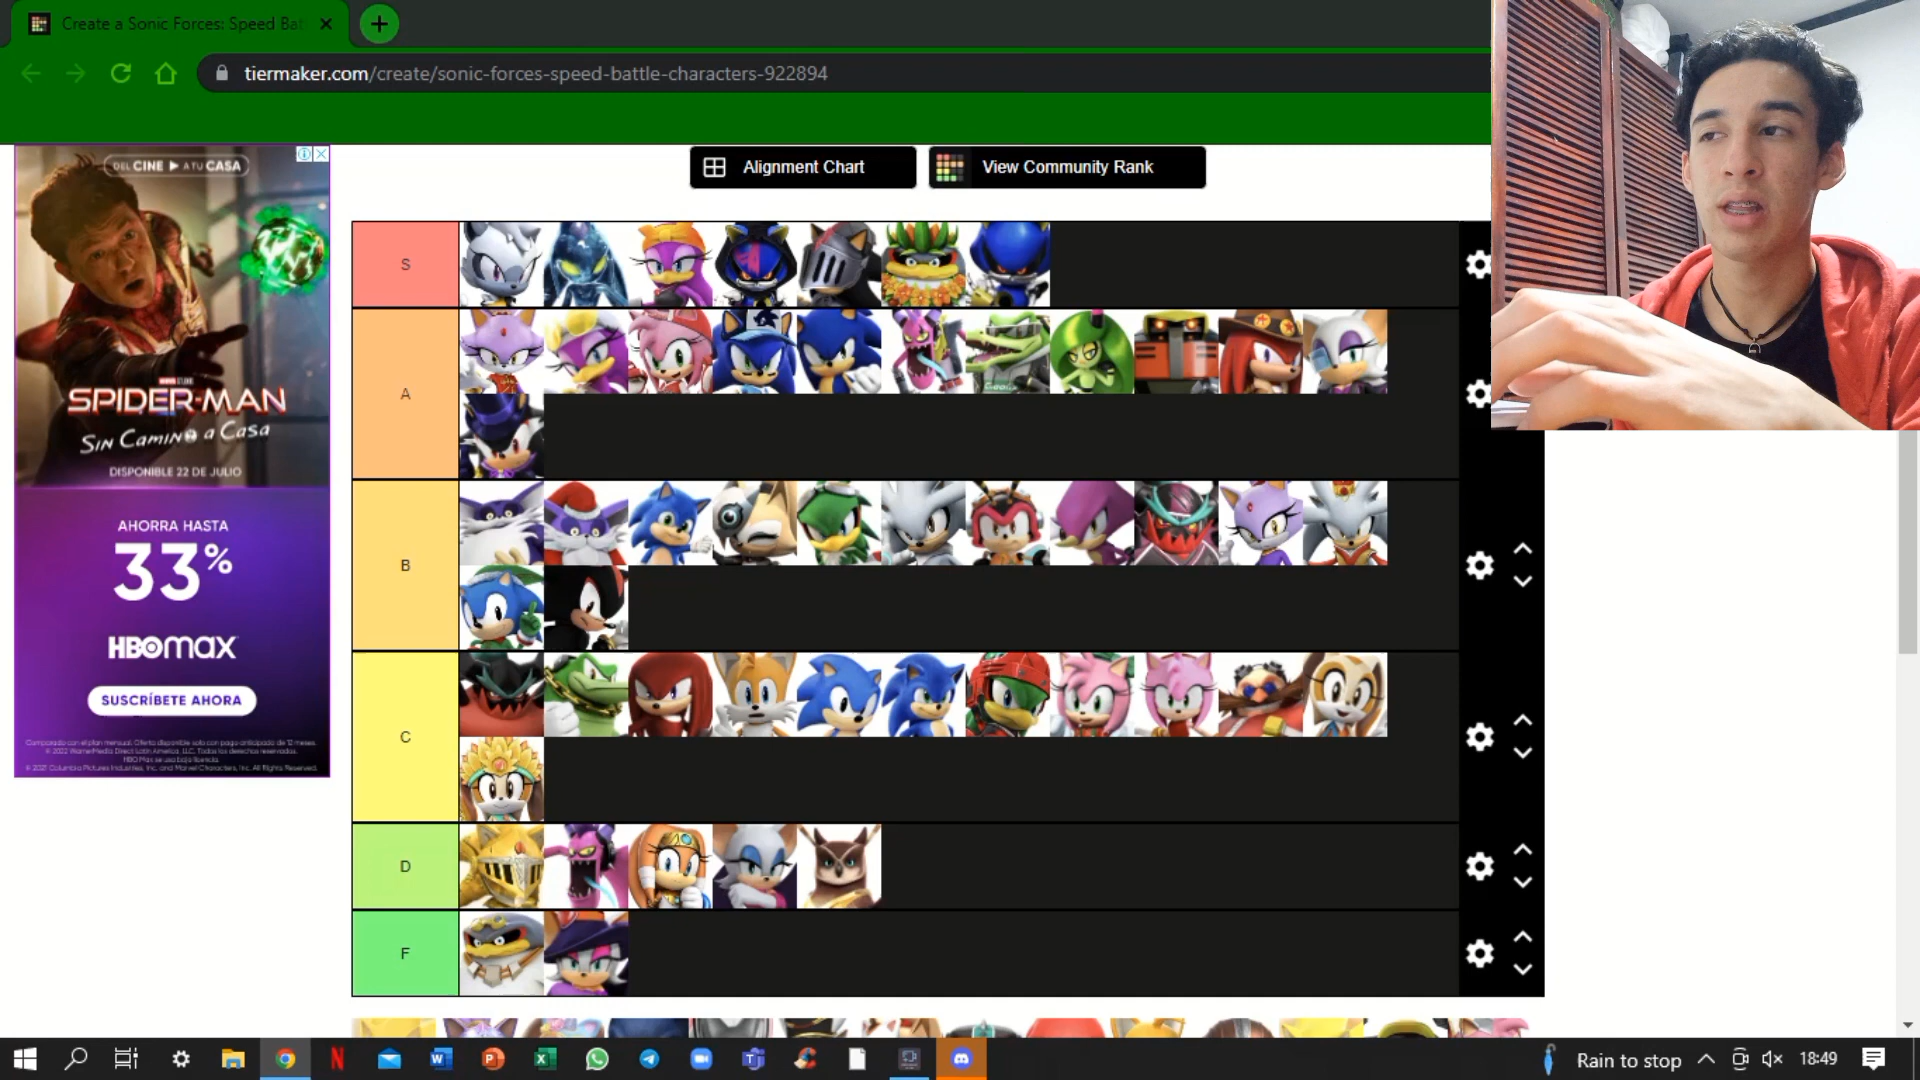 Create a Sonic Forces: Speed Bat
tiermaker.com/create/sonic-forces-speed-battle-characters-922894
Alignment Chart
View Community Rank
DEL CINE ▶ A TU CASA
SPIDER-MAN
SIN CAMINO A CASA
DISPONIBLE 22 DE JULIO
AHORRA HASTA
33%
HBOMAX
SUSCRÍBETE AHORA
S
A
B
C
D
F
Rain to stop
18:49